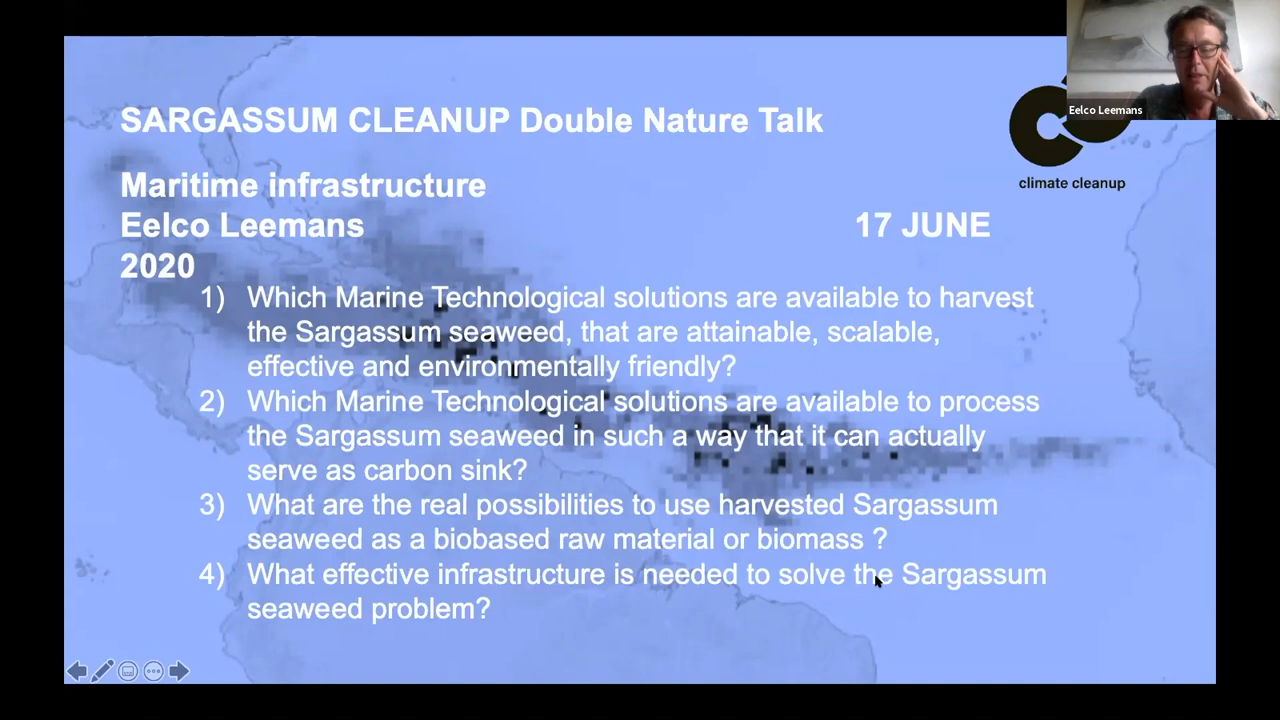 Eelco Leemans
SARGASSUM CLEANUP Double Nature Talk
climate cleanup
Maritime infrastructure
Eelco Leemans 17 JUNE
2020
1) Which Marine Technological solutions are available to harvest
the Sargassum seaweed, that are attainable, scalable,
effective and environmentally friendly?
2) Which Marine Technological solutions are available to process
the Sargassum seaweed in such a way that it can actually
serve as carbon sink?
3) What are the real possibilities to use harvested Sargassum
seaweed as a biobased raw material or biomass ?
4) What effective infrastructure is needed to solve the Sargassum
seaweed problem?